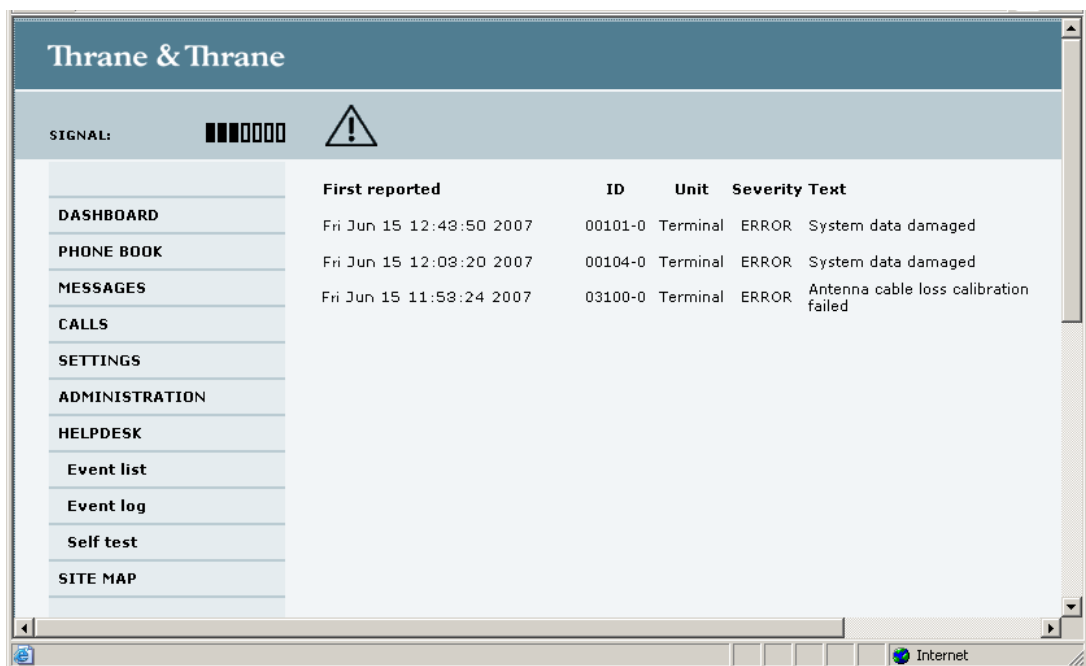 Thrane & Thrane
SIGNAL:
First reported ID Unit Severity Text
Fri Jun 15 12:43:50 2007 00101-0 Terminal ERROR System data damaged
Fri Jun 15 12:03:20 2007 00104-0 Terminal ERROR System data damaged
Fri Jun 15 11:53:24 2007 03100-0 Terminal ERROR Antenna cable loss calibration
failed
DASHBOARD
PHONE BOOK
MESSAGES
CALLS
SETTINGS
ADMINISTRATION
HELPDESK
Event list
Event log
Self test
SITE MAP
Internet